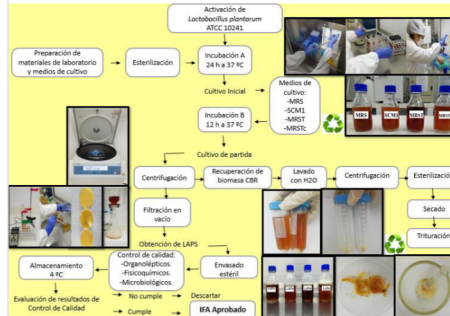 Activación de
Lactobacillus plantarum
ATCC 10241
Preparación de
materiales de laboratorio
y medios de cultivo
Esterilización
Incubación A
24 h a 37 ºC
Cultivo Inicial
Medios de
cultivo:
-MRS
-SCM1
-MRST
-MRSTc
Incubación B
12 h a 37 ºC
Cultivo de partida
MRS
SCM1
MRST
Centrifugación
Recuperación de
biomasa CBR
Lavado
con H2O
Centrifugación
Esterilización
Secado
Trituración
Filtración en
vacío
Obtención de LAPS
Envasado
estéril
Control de calidad:
-Organolépticos.
-Fisicoquímicos.
-Microbiológicos.
Almacenamiento
4 ºC
Evaluación de resultados de
Control de Calidad
No cumple
Descartar
Cumple
IFA Aprobado